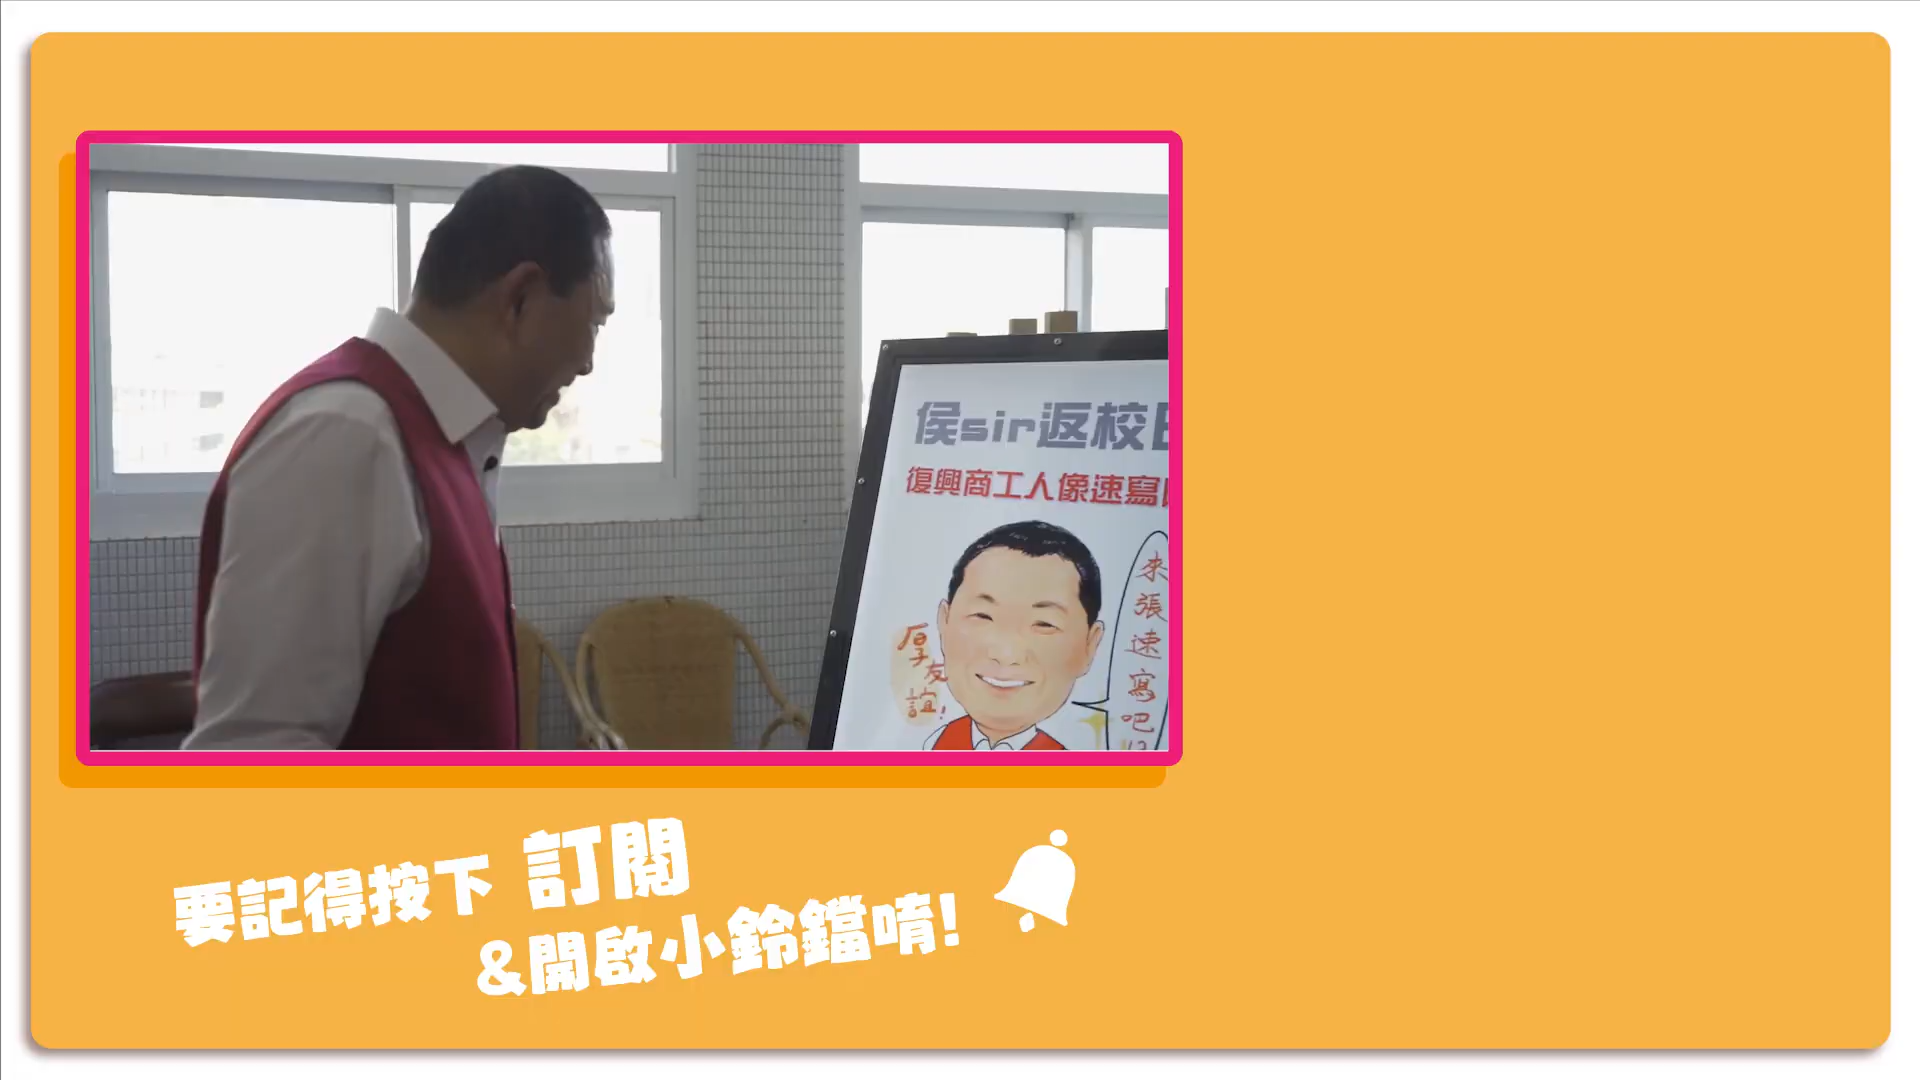 侯sir返校日
復興商工人像速寫
厚友誼!
來張速寫吧
要記得按下 訂閱
&開啟小鈴鐺唷!